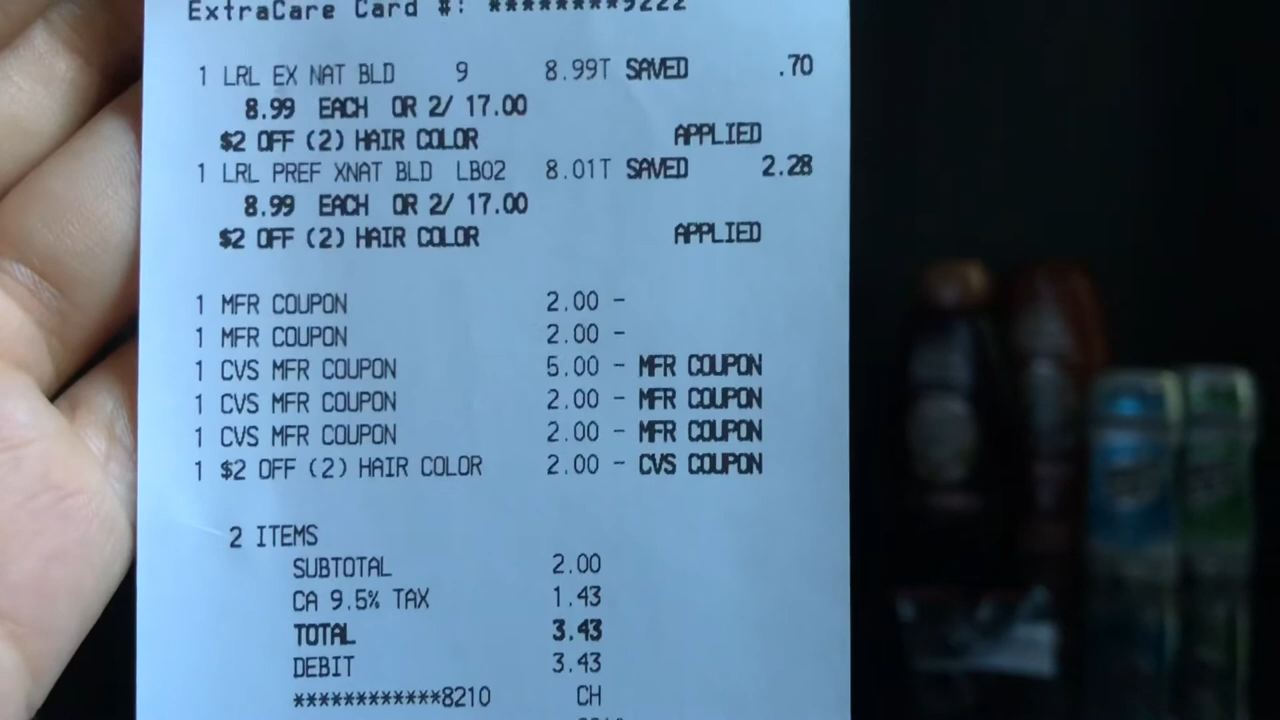 ExtraCare Card #: ********9222
1 LRL EX NAT BLD 9 8.99T SAVED .70
8.99 EACH OR 2/ 17.00
$2 OFF (2) HAIR COLOR APPLIED
1 LRL PREF XNAT BLD LB02 8.01T SAVED 2.28
8.99 EACH OR 2/ 17.00
$2 OFF (2) HAIR COLOR APPLIED
1 MFR COUPON 2.00 -
1 MFR COUPON 2.00 -
1 CVS MFR COUPON 5.00 - MFR COUPON
1 CVS MFR COUPON 2.00 - MFR COUPON
1 CVS MFR COUPON 2.00 - MFR COUPON
1 $2 OFF (2) HAIR COLOR 2.00 - CVS COUPON
2 ITEMS
SUBTOTAL 2.00
CA 9.5% TAX 1.43
TOTAL 3.43
DEBIT 3.43
************8210 CH